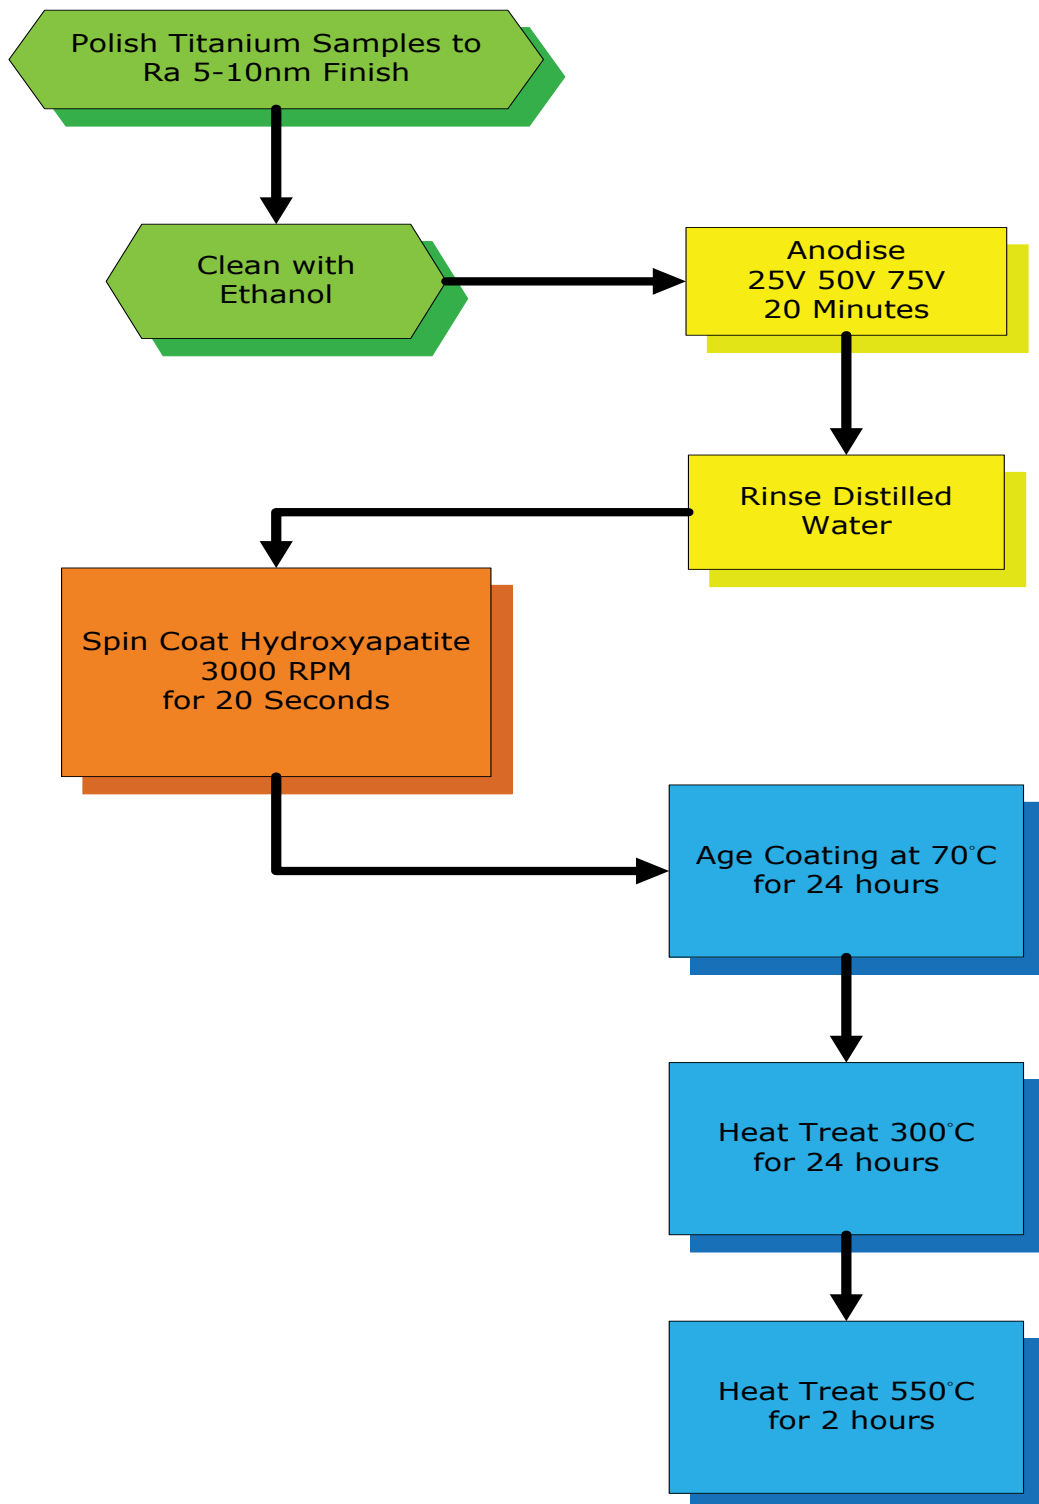 Polish Titanium Samples to
Ra 5-10nm Finish
Clean with
Ethanol
Anodise
25V 50V 75V
20 Minutes
Rinse Distilled
Water
Spin Coat Hydroxyapatite
3000 RPM
for 20 Seconds
Age Coating at 70°C
for 24 hours
Heat Treat 300°C
for 24 hours
Heat Treat 550°C
for 2 hours